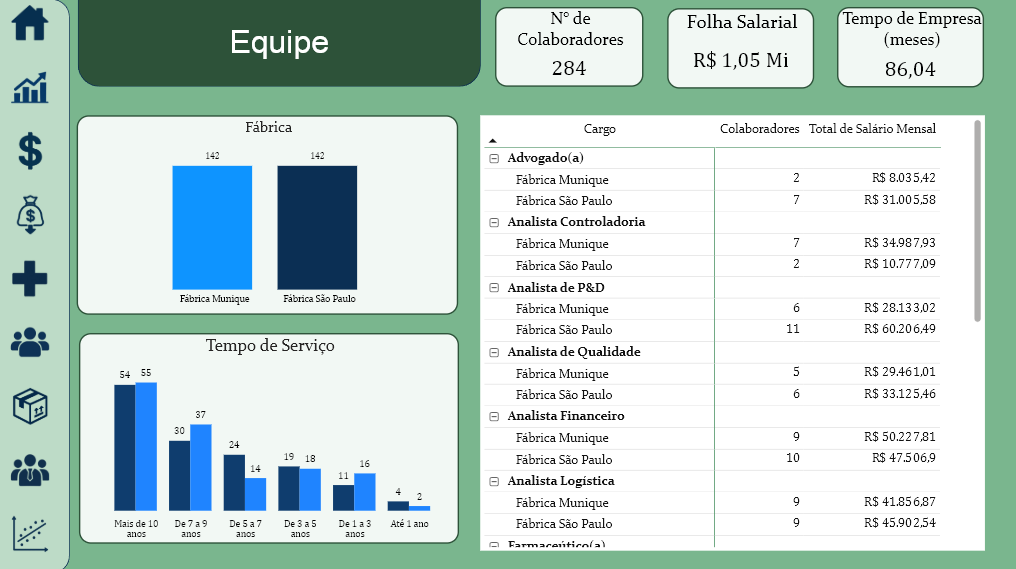 Equipe
N° de
Colaboradores
284
Folha Salarial
R$ 1,05 Mi
Tempo de Empresa
(meses)
86,04
Fábrica
142
142
Fábrica Munique
Fábrica São Paulo
Tempo de Serviço
54 55
30 37
24 14
19 18
11 16
4 2
Mais de 10
anos
De 7 a 9
anos
De 5 a 7
anos
De 3 a 5
anos
De 1 a 3
anos
Até 1 ano
Cargo Colaboradores Total de Salário Mensal
Advogado(a)
Fábrica Munique 2 R$ 8.035,42
Fábrica São Paulo 7 R$ 31.005,58
Analista Controladoria
Fábrica Munique 7 R$ 34.987,93
Fábrica São Paulo 2 R$ 10.777,09
Analista de P&D
Fábrica Munique 6 R$ 28.133,02
Fábrica São Paulo 11 R$ 60.206,49
Analista de Qualidade
Fábrica Munique 5 R$ 29.461,01
Fábrica São Paulo 6 R$ 33.125,46
Analista Financeiro
Fábrica Munique 9 R$ 50.227,81
Fábrica São Paulo 10 R$ 47.506,9
Analista Logística
Fábrica Munique 9 R$ 41.856,87
Fábrica São Paulo 9 R$ 45.902,54
Farmacêutico(a)